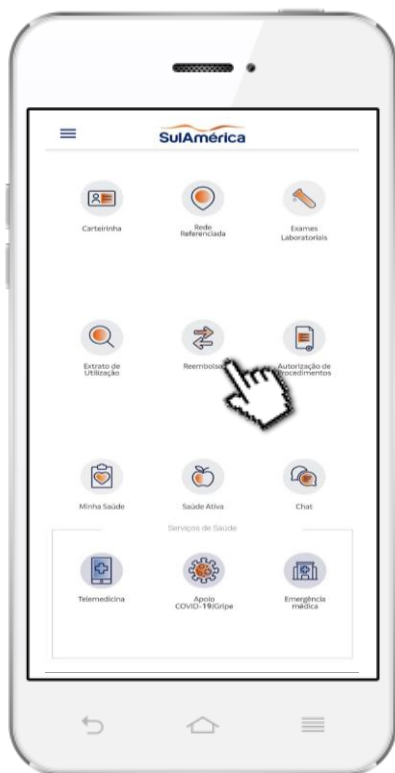 SulAmérica
Carteirinha
Rede
Referenciada
Exames
Laboratoriais
Extrato de
Utilização
Reembolso
Autorização de
Procedimentos
Minha Saúde
Saúde Ativa
Chat
Serviços de Saúde
Telemedicina
Apoio
COVID-19/Gripe
Emergência
médica